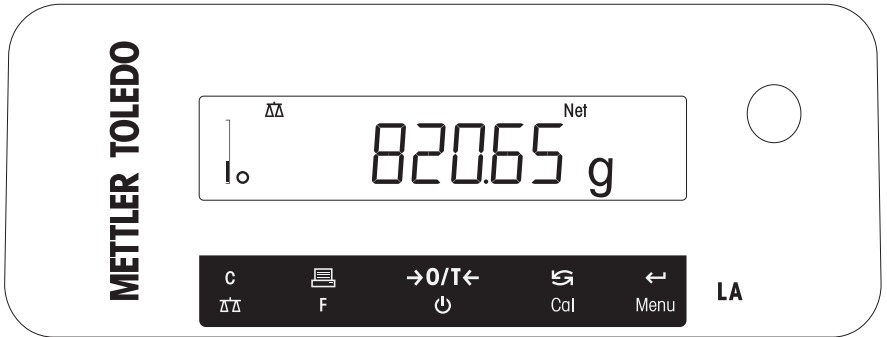 METTLER TOLEDO
Net
820.65 g
C →0/T←
F Cal Menu
LA